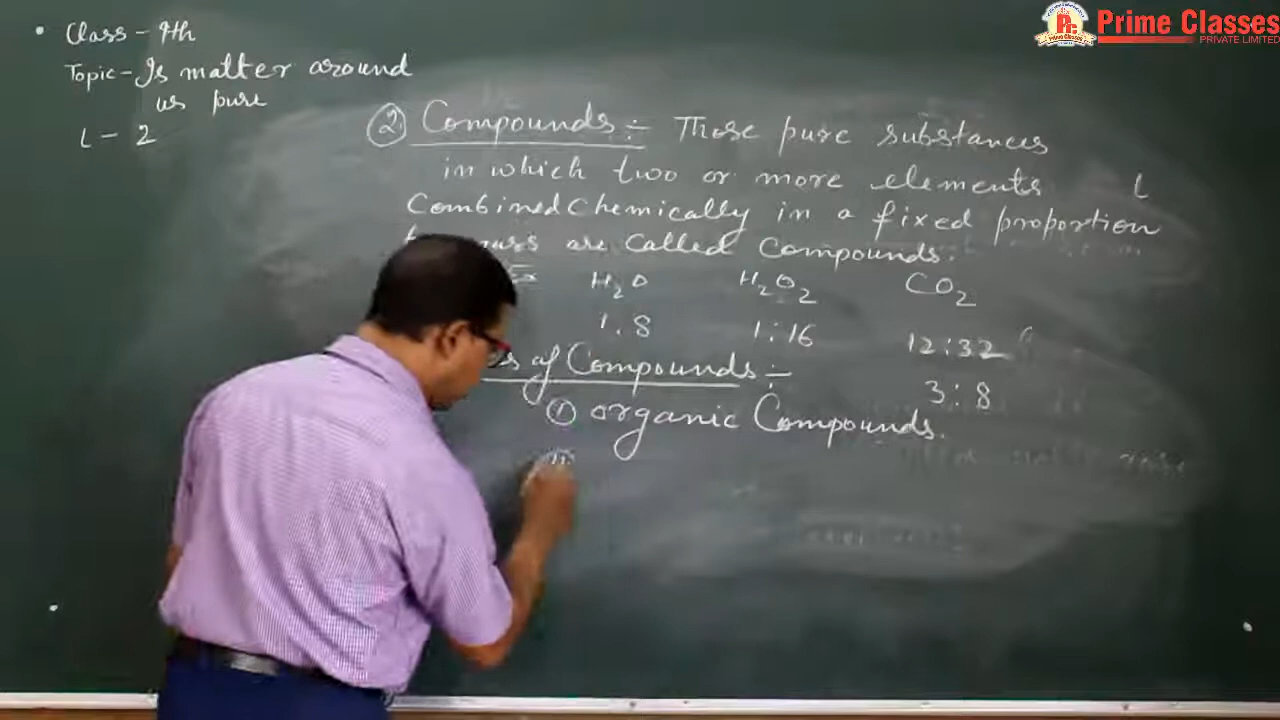 Prime Classes
PRIVATE LIMITED
• Class - 9th
Topic - Is matter around
us pure
L - 2
② Compounds :- Those pure substances
in which two or more elements
Combined Chemically in a fixed proportion
by mass are called Compounds.
Ex H₂O H₂O₂ CO₂
1:8 1:16 12:32
3:8
of Compounds :-
① Organic Compounds.
②